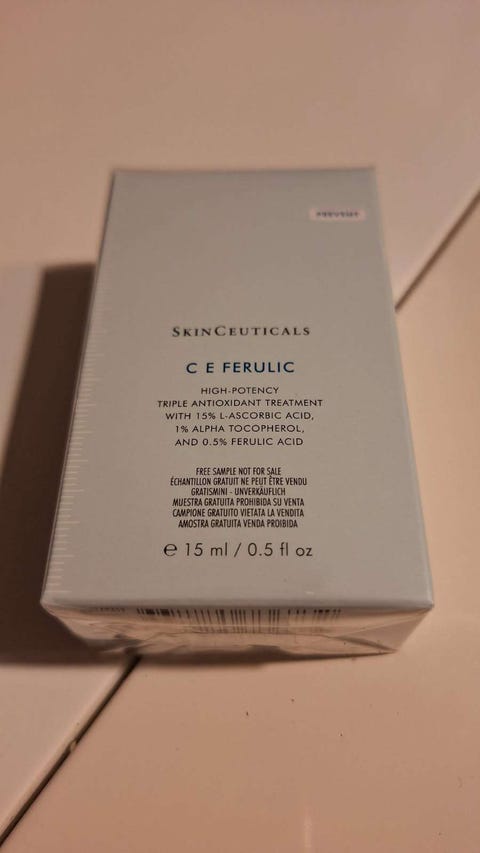 PREVENT
SKINCEUTICALS
C E FERULIC
HIGH-POTENCY
TRIPLE ANTIOXIDANT TREATMENT
WITH 15% L-ASCORBIC ACID,
1% ALPHA TOCOPHEROL,
AND 0.5% FERULIC ACID
FREE SAMPLE NOT FOR SALE
ÉCHANTILLON GRATUIT NE PEUT ÊTRE VENDU
GRATISMINI - UNVERKÄUFLICH
MUESTRA GRATUITA PROHIBIDA SU VENTA
CAMPIONE GRATUITO VIETATA LA VENDITA
AMOSTRA GRATUITA VENDA PROIBIDA
e 15 ml / 0.5 fl oz